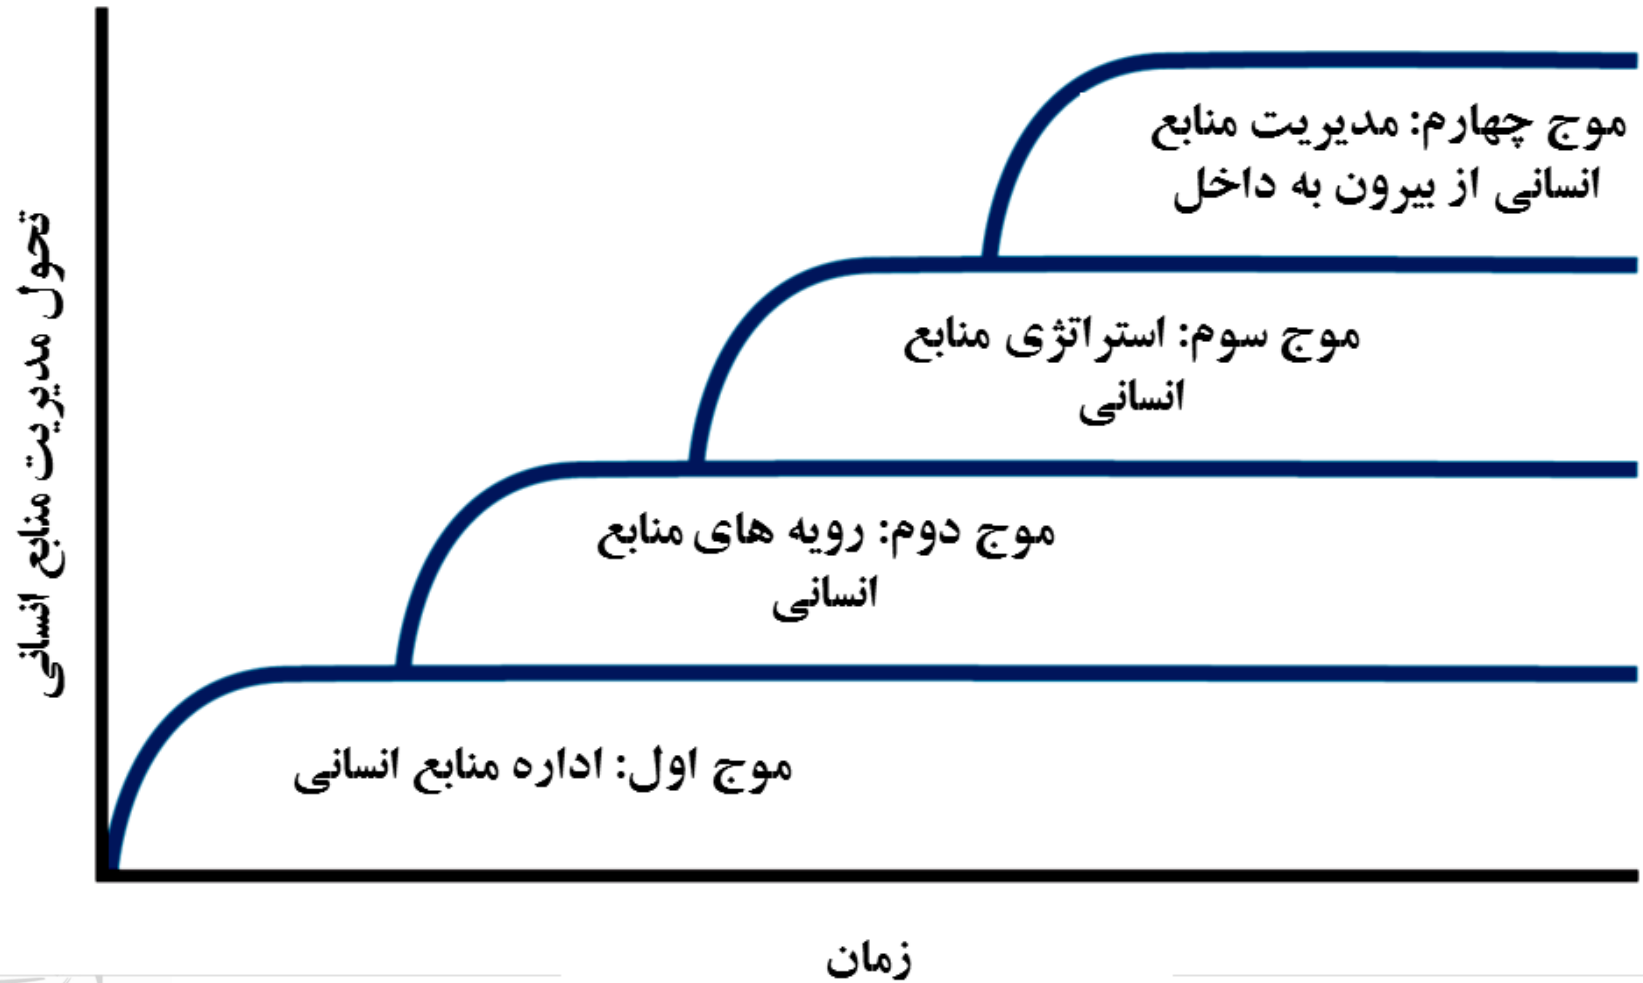 موج چهارم: مدیریت منابع
انسانی از بیرون به داخل
موج سوم: استراتژی منابع
انسانی
موج دوم: رویه های منابع
انسانی
موج اول: اداره منابع انسانی
تحول مدیریت منابع انسانی
زمان